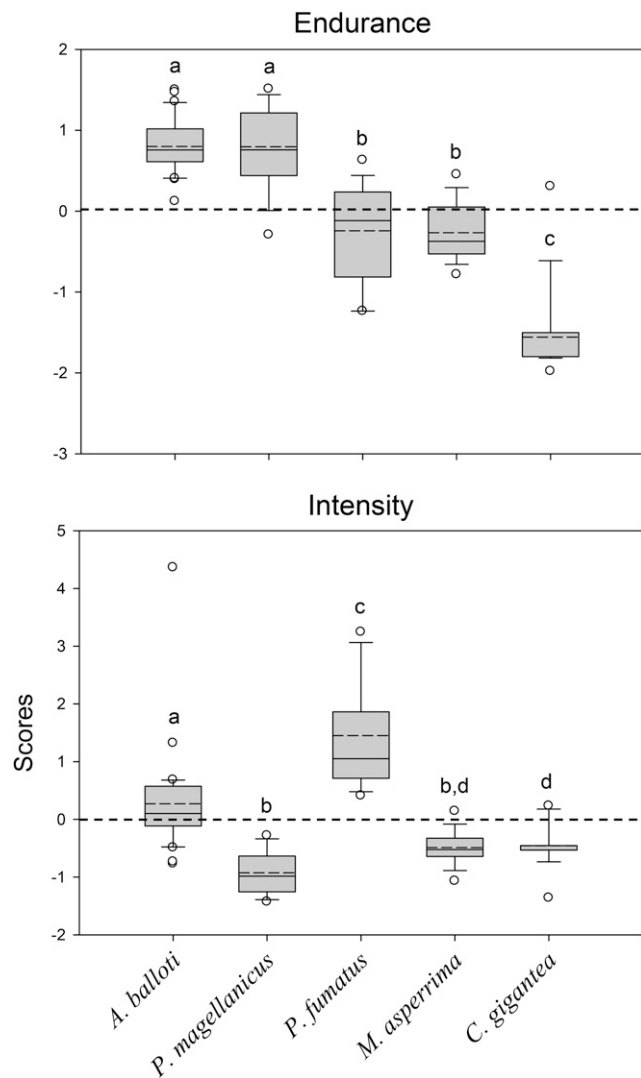 Endurance
2
1
0
-1
-2
-3
a
a
b
b
c
Intensity
5
4
3
2
1
0
-1
-2
Scores
a
b
c
b,d
d
A. balloti
P. magellanicus
P. fumatus
M. asperrima
C. gigantea